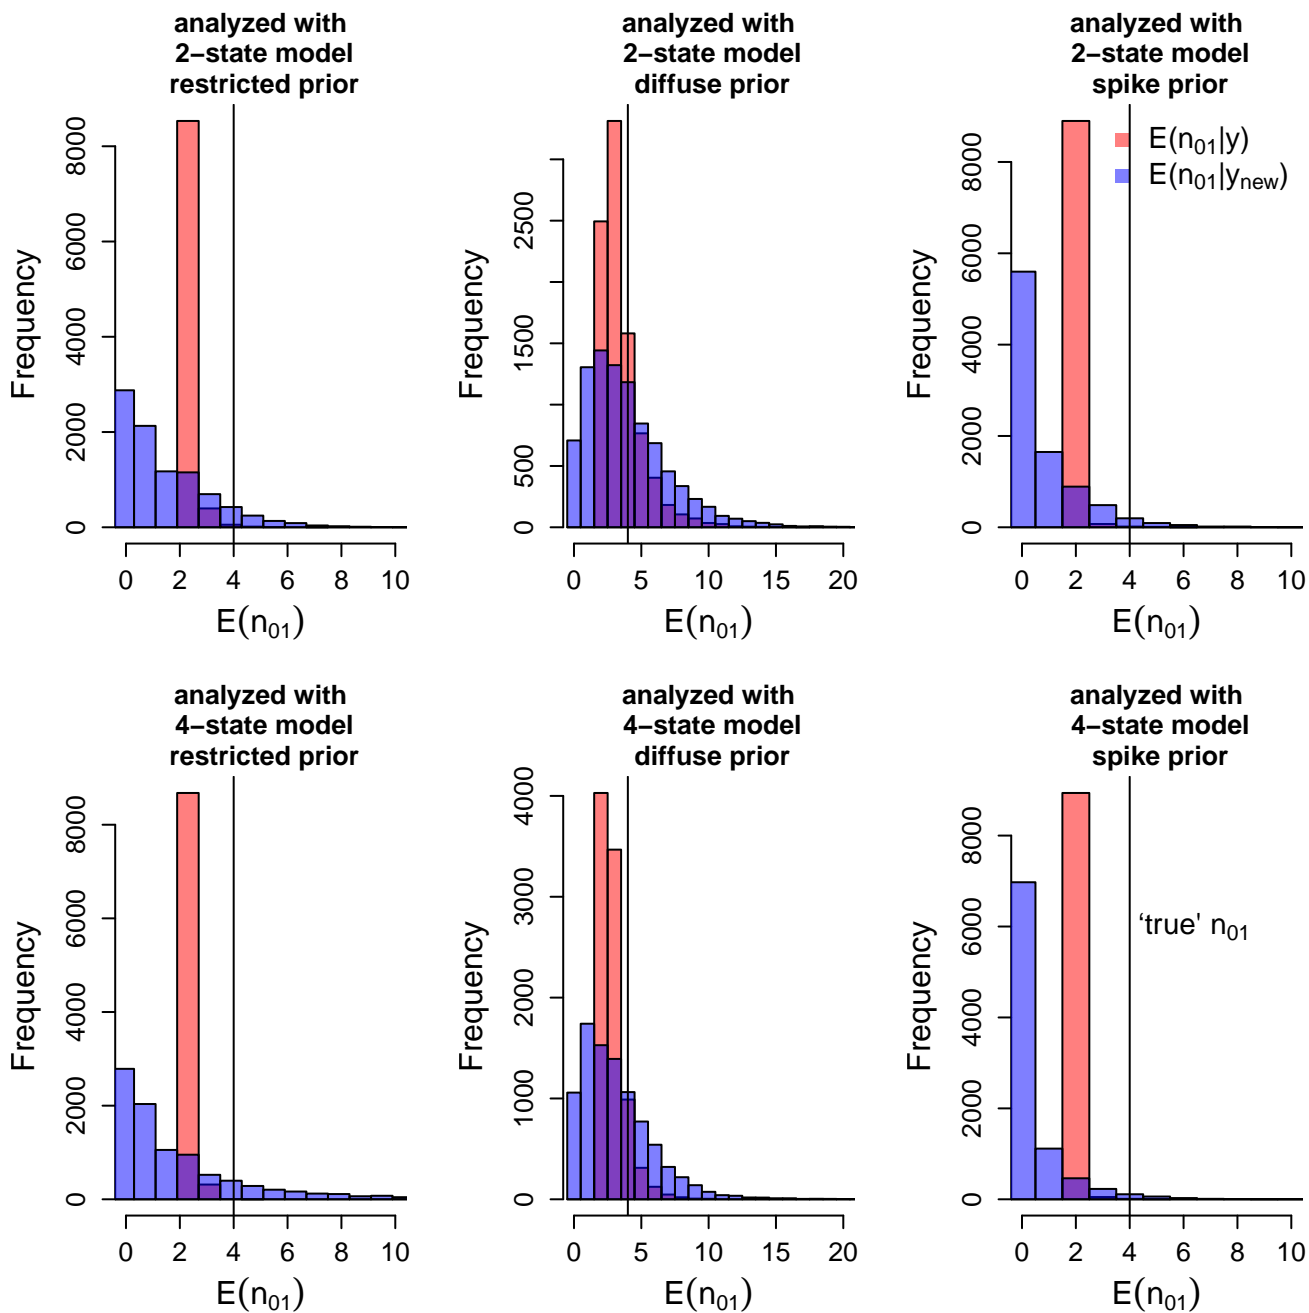 analyzed with
2−state model
restricted prior
Frequency
0 2000 4000 6000 8000
0 2 4 6 8 10
E(n01)
analyzed with
2−state model
diffuse prior
Frequency
0 500 1500 2500
0 5 10 15 20
E(n01)
analyzed with
2−state model
spike prior
E(n01|y)
E(n01|ynew)
Frequency
0 2000 4000 6000 8000
0 2 4 6 8 10
E(n01)
analyzed with
4−state model
restricted prior
Frequency
0 2000 4000 6000 8000
0 2 4 6 8 10
E(n01)
analyzed with
4−state model
diffuse prior
Frequency
0 1000 2000 3000 4000
0 5 10 15 20
E(n01)
analyzed with
4−state model
spike prior
‘true' n01
Frequency
0 2000 4000 6000 8000
0 2 4 6 8 10
E(n01)